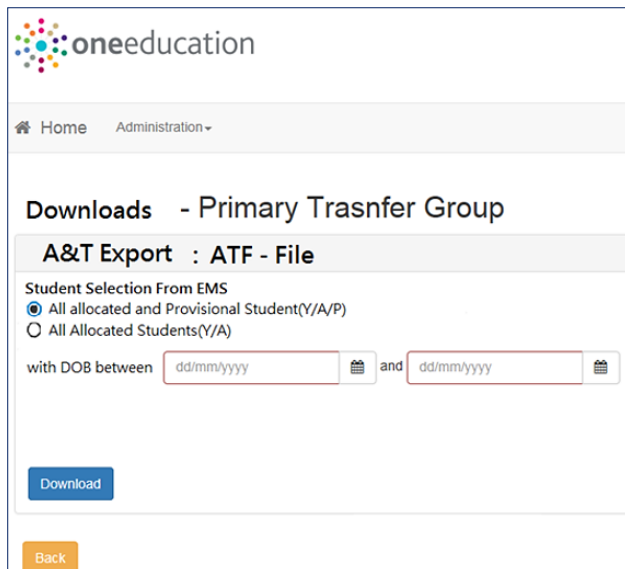 oneeducation
Home Administration
Downloads - Primary Trasnfer Group
A&T Export : ATF - File
Student Selection From EMS
All allocated and Provisional Student(Y/A/P)
All Allocated Students(Y/A)
with DOB between dd/mm/yyyy and dd/mm/yyyy
Download
Back